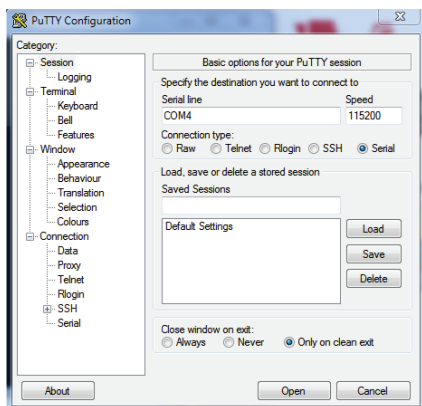 PuTTY Configuration
Category:
Session
Logging
Terminal
Keyboard
Bell
Features
Window
Appearance
Behaviour
Translation
Selection
Colours
Connection
Data
Proxy
Telnet
Rlogin
SSH
Serial
Basic options for your PuTTY session
Specify the destination you want to connect to
Serial line Speed
COM4 115200
Connection type:
Raw Telnet Rlogin SSH Serial
Load, save or delete a stored session
Saved Sessions
Default Settings
Load
Save
Delete
Close window on exit:
Always Never Only on clean exit
About Open Cancel